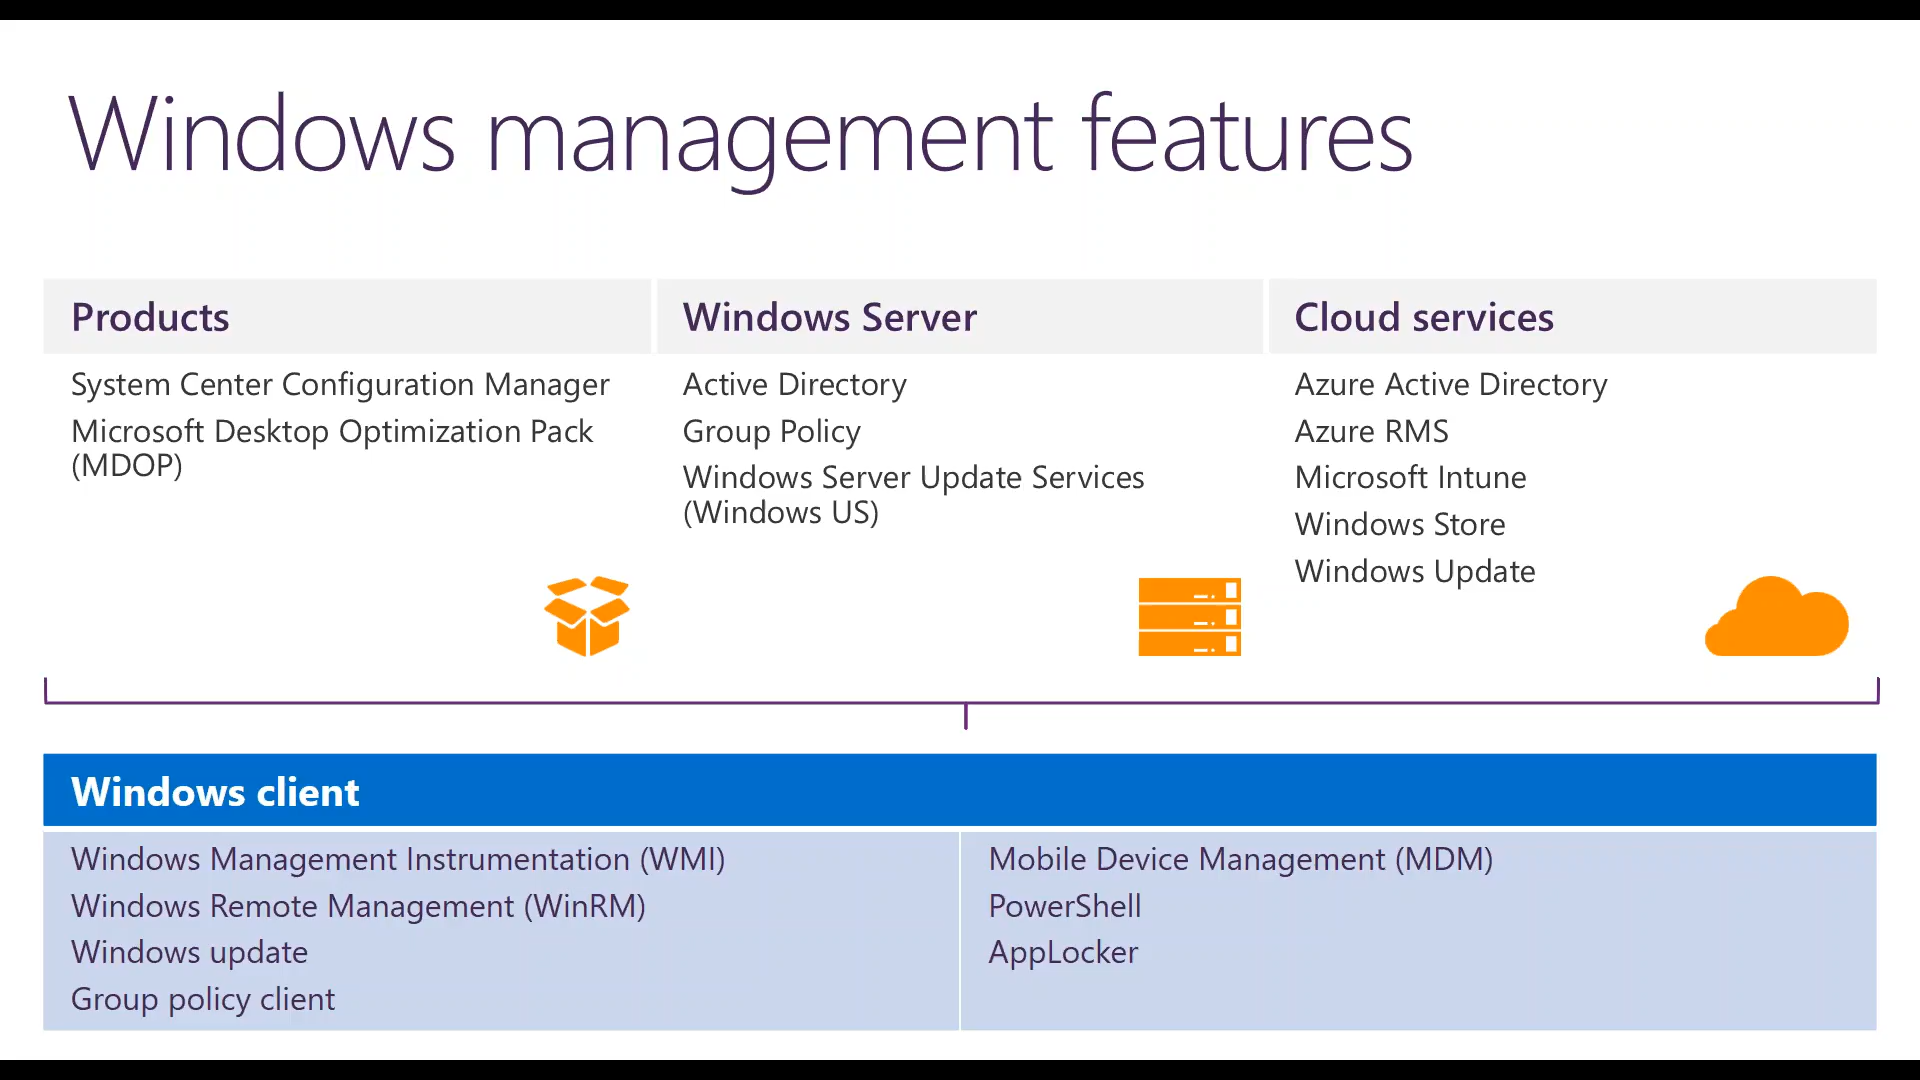 Windows management features
Products
System Center Configuration Manager
Microsoft Desktop Optimization Pack
(MDOP)
Windows Server
Active Directory
Group Policy
Windows Server Update Services
(Windows US)
Cloud services
Azure Active Directory
Azure RMS
Microsoft Intune
Windows Store
Windows Update
Windows client
Windows Management Instrumentation (WMI)
Windows Remote Management (WinRM)
Windows update
Group policy client
Mobile Device Management (MDM)
PowerShell
AppLocker